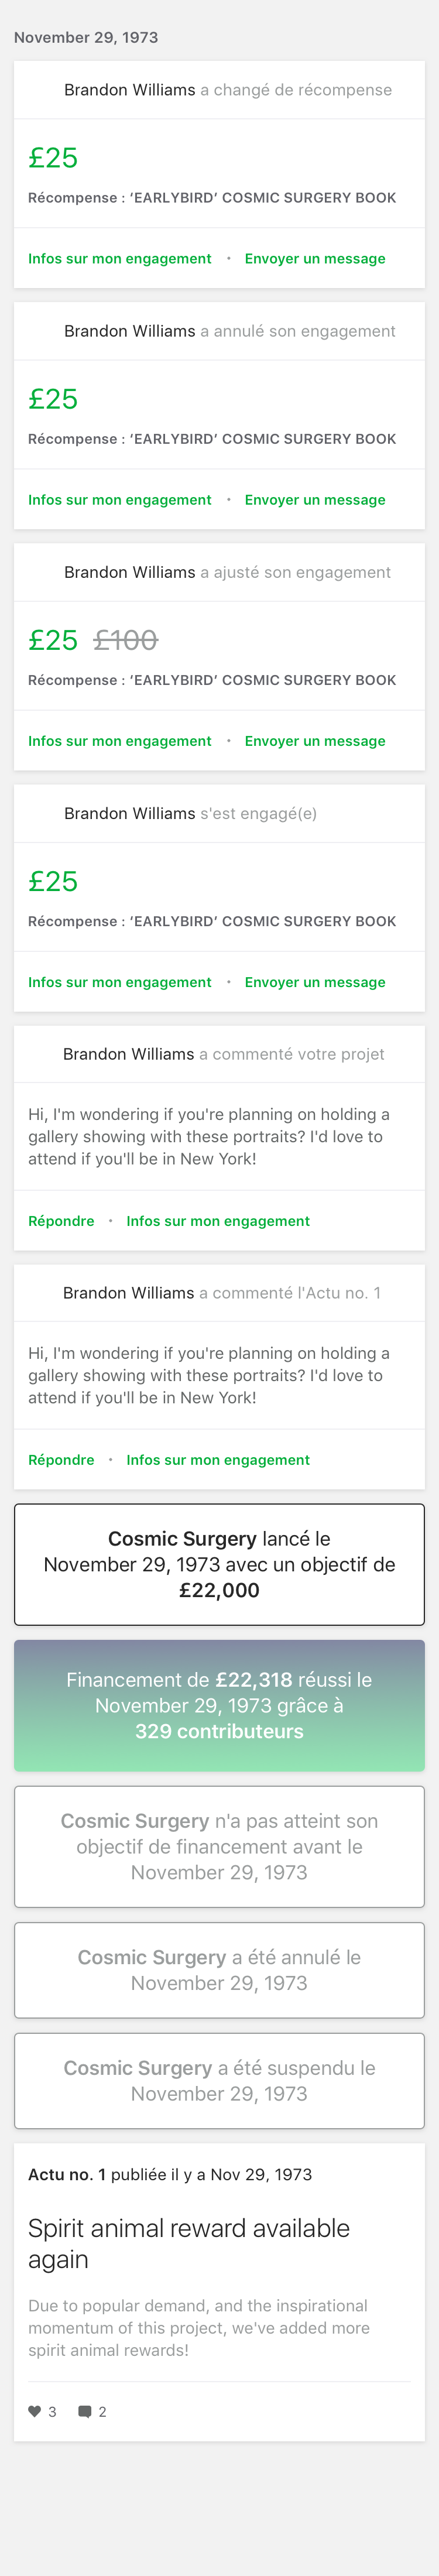 November 29, 1973
Brandon Williams a changé de récompense
£25
Récompense : ‘EARLYBIRD’ COSMIC SURGERY BOOK
Infos sur mon engagement • Envoyer un message
Brandon Williams a annulé son engagement
£25
Récompense : ‘EARLYBIRD’ COSMIC SURGERY BOOK
Infos sur mon engagement • Envoyer un message
Brandon Williams a ajusté son engagement
£25 £100
Récompense : ‘EARLYBIRD’ COSMIC SURGERY BOOK
Infos sur mon engagement • Envoyer un message
Brandon Williams s'est engagé(e)
£25
Récompense : ‘EARLYBIRD’ COSMIC SURGERY BOOK
Infos sur mon engagement • Envoyer un message
Brandon Williams a commenté votre projet
Hi, I'm wondering if you're planning on holding a
gallery showing with these portraits? I'd love to
attend if you'll be in New York!
Répondre • Infos sur mon engagement
Brandon Williams a commenté l'Actu no. 1
Hi, I'm wondering if you're planning on holding a
gallery showing with these portraits? I'd love to
attend if you'll be in New York!
Répondre • Infos sur mon engagement
Cosmic Surgery lancé le
November 29, 1973 avec un objectif de
£22,000
Financement de £22,318 réussi le
November 29, 1973 grâce à
329 contributeurs
Cosmic Surgery n'a pas atteint son
objectif de financement avant le
November 29, 1973
Cosmic Surgery a été annulé le
November 29, 1973
Cosmic Surgery a été suspendu le
November 29, 1973
Actu no. 1 publiée il y a Nov 29, 1973
Spirit animal reward available
again
Due to popular demand, and the inspirational
momentum of this project, we've added more
spirit animal rewards!
3 2